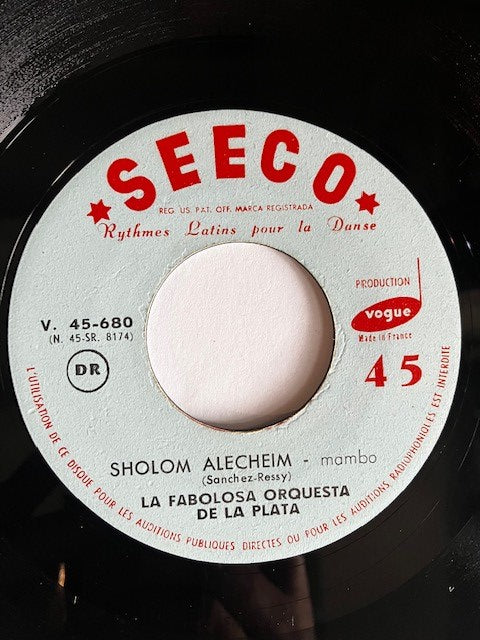 SEECO
REG. US. PAT. OFF. MARCA REGISTRADA
Rythmes Latins pour la Danse
PRODUCTION
vogue
Made in France
V. 45-680
(N. 45-SR. 8174)
DR
45
SHOLOM ALECHEIM - mambo
(Sanchez-Ressy)
LA FABOLOSA ORQUESTA
DE LA PLATA
L'UTILISATION DE CE DISQUE POUR LES AUDITIONS PUBLIQUES DIRECTES OU POUR LES AUDITIONS RADIOPHONIQUES EST INTERDITE